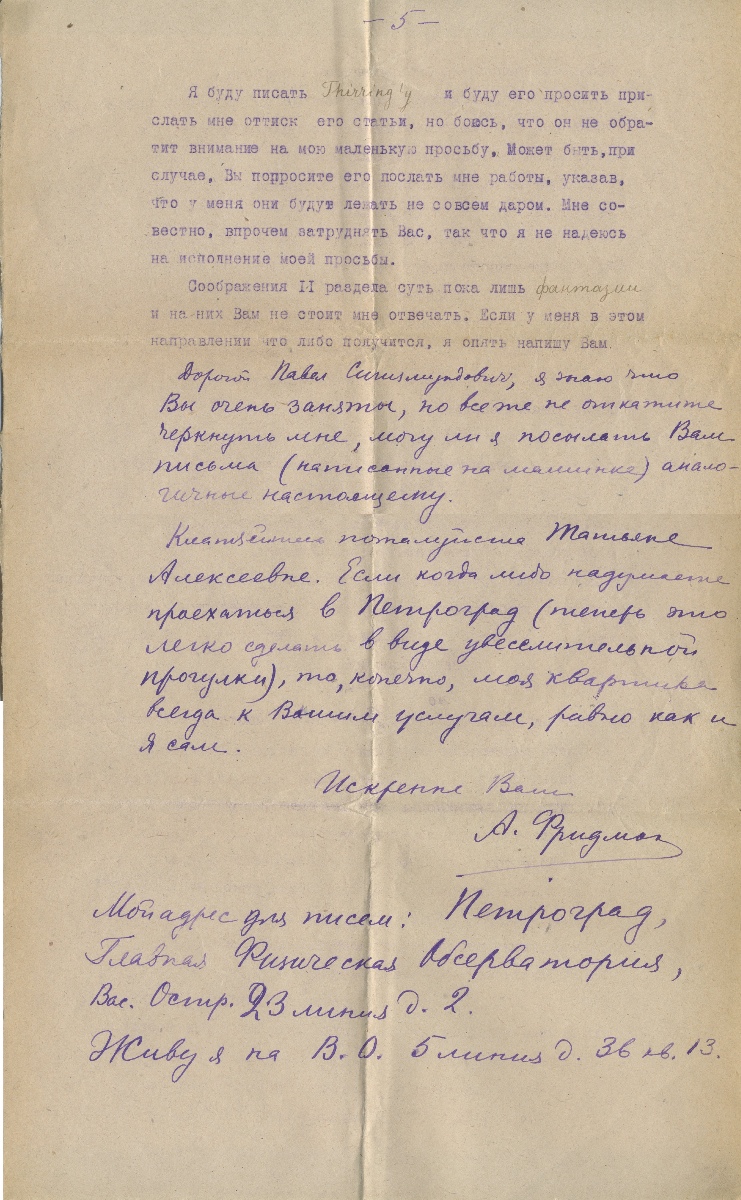 — 5 —
Я буду писать Thirring'у и буду его просить при-
слать мне оттиск его статьи, но боюсь, что он не обра-
тит внимание на мою маленькую просьбу. Может быть, при
случае, Вы попросите его послать мне работы, указав,
что у меня они будут лежать не совсем даром. Мне со-
вестно, впрочем затруднять Вас, так что я не надеюсь
на исполнение моей просьбы.
Соображения II раздела суть пока лишь фантазии
и на них Вам не стоит мне отвечать. Если у меня в этом
направлении что либо получится, я опять напишу Вам.
Дорогой Павел Сигизмундович, я знаю что
Вы очень заняты, но все же не откажите
черкнуть мне, могу ли я посылать Вам
письма (написанные на машинке) анало-
гичные настоящему.
Кланяйтесь пожалуйста Татьяне
Алексеевне. Если когда либо надумаете
проехаться в Петроград (теперь это
легко сделать в виде увеселительной
прогулки), то, конечно, моя квартира
всегда к Вашим услугам, равно как и
я сам.
Искренне Ваш
А. Фридман
Мой адрес для писем: Петроград,
Главная Физическая Обсерватория,
Вас. Остр. 23 линия д. 2.
Живу я на В. О. 5 линия д. 36 кв. 13.